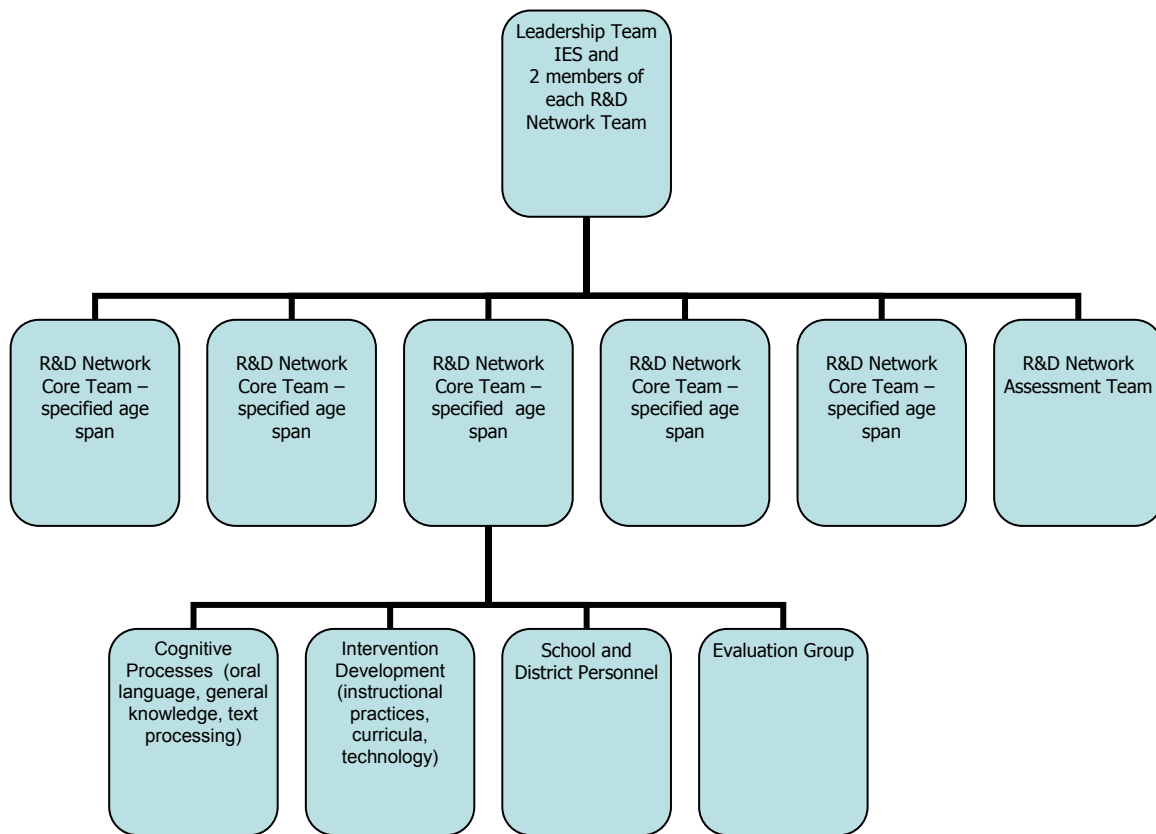 Leadership Team
IES and
2 members of
each R&D
Network Team
R&D Network
Core Team –
specified age
span
R&D Network
Core Team –
specified age
span
R&D Network
Core Team –
specified age
span
R&D Network
Core Team –
specified age
span
R&D Network
Core Team –
specified age
span
R&D Network
Assessment Team
Cognitive
Processes (oral
language, general
knowledge, text
processing)
Intervention
Development
(instructional
practices,
curricula,
technology)
School and
District Personnel
Evaluation Group